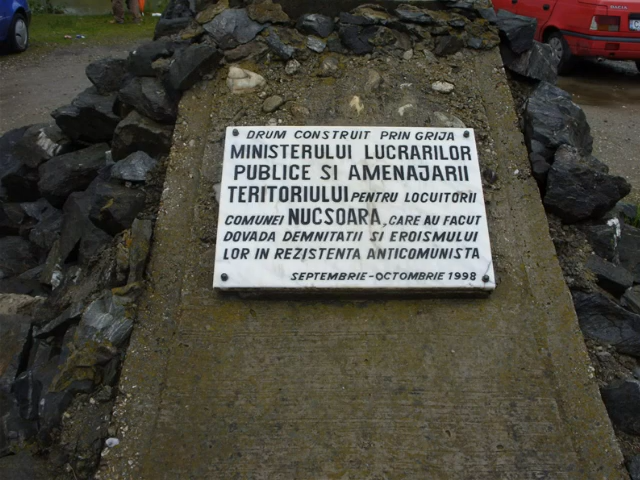 DRUM CONSTRUIT PRIN GRIJA
MINISTERULUI LUCRARILOR
PUBLICE SI AMENAJARII
TERITORIULUI PENTRU LOCUITORII
COMUNEI NUCSOARA, CARE AU FACUT
DOVADA DEMNITATII SI EROISMULUI
LOR IN REZISTENTA ANTICOMUNISTA
SEPTEMBRIE-OCTOMBRIE 1998